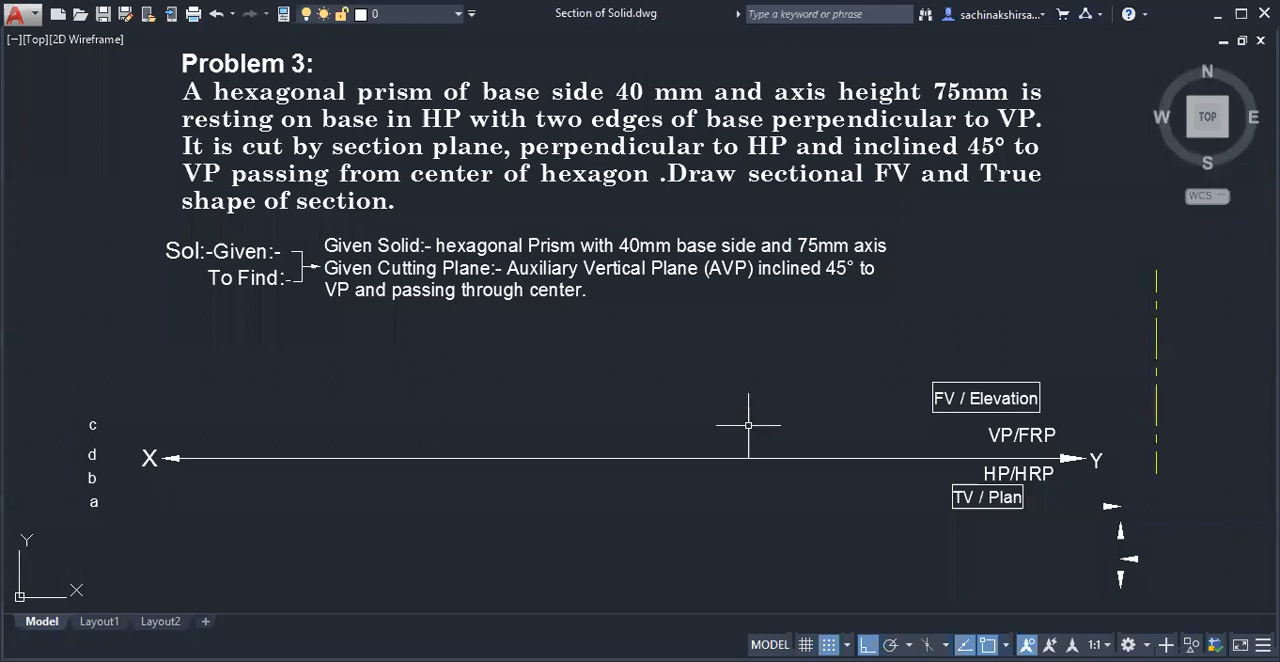 0
Section of Solid.dwg
Type a keyword or phrase
sachinakshirsa...
[−][Top][2D Wireframe]
Problem 3:
A hexagonal prism of base side 40 mm and axis height 75mm is
resting on base in HP with two edges of base perpendicular to VP.
It is cut by section plane, perpendicular to HP and inclined 45° to
VP passing from center of hexagon .Draw sectional FV and True
shape of section.
N
W
TOP
E
S
WCS
Sol:-Given:-
To Find:-
Given Solid:- hexagonal Prism with 40mm base side and 75mm axis
Given Cutting Plane:- Auxiliary Vertical Plane (AVP) inclined 45° to
VP and passing through center.
FV / Elevation
VP/FRP
c
d
b
a
X
Y
HP/HRP
TV / Plan
Y
X
Model
Layout1
Layout2
+
MODEL
1:1